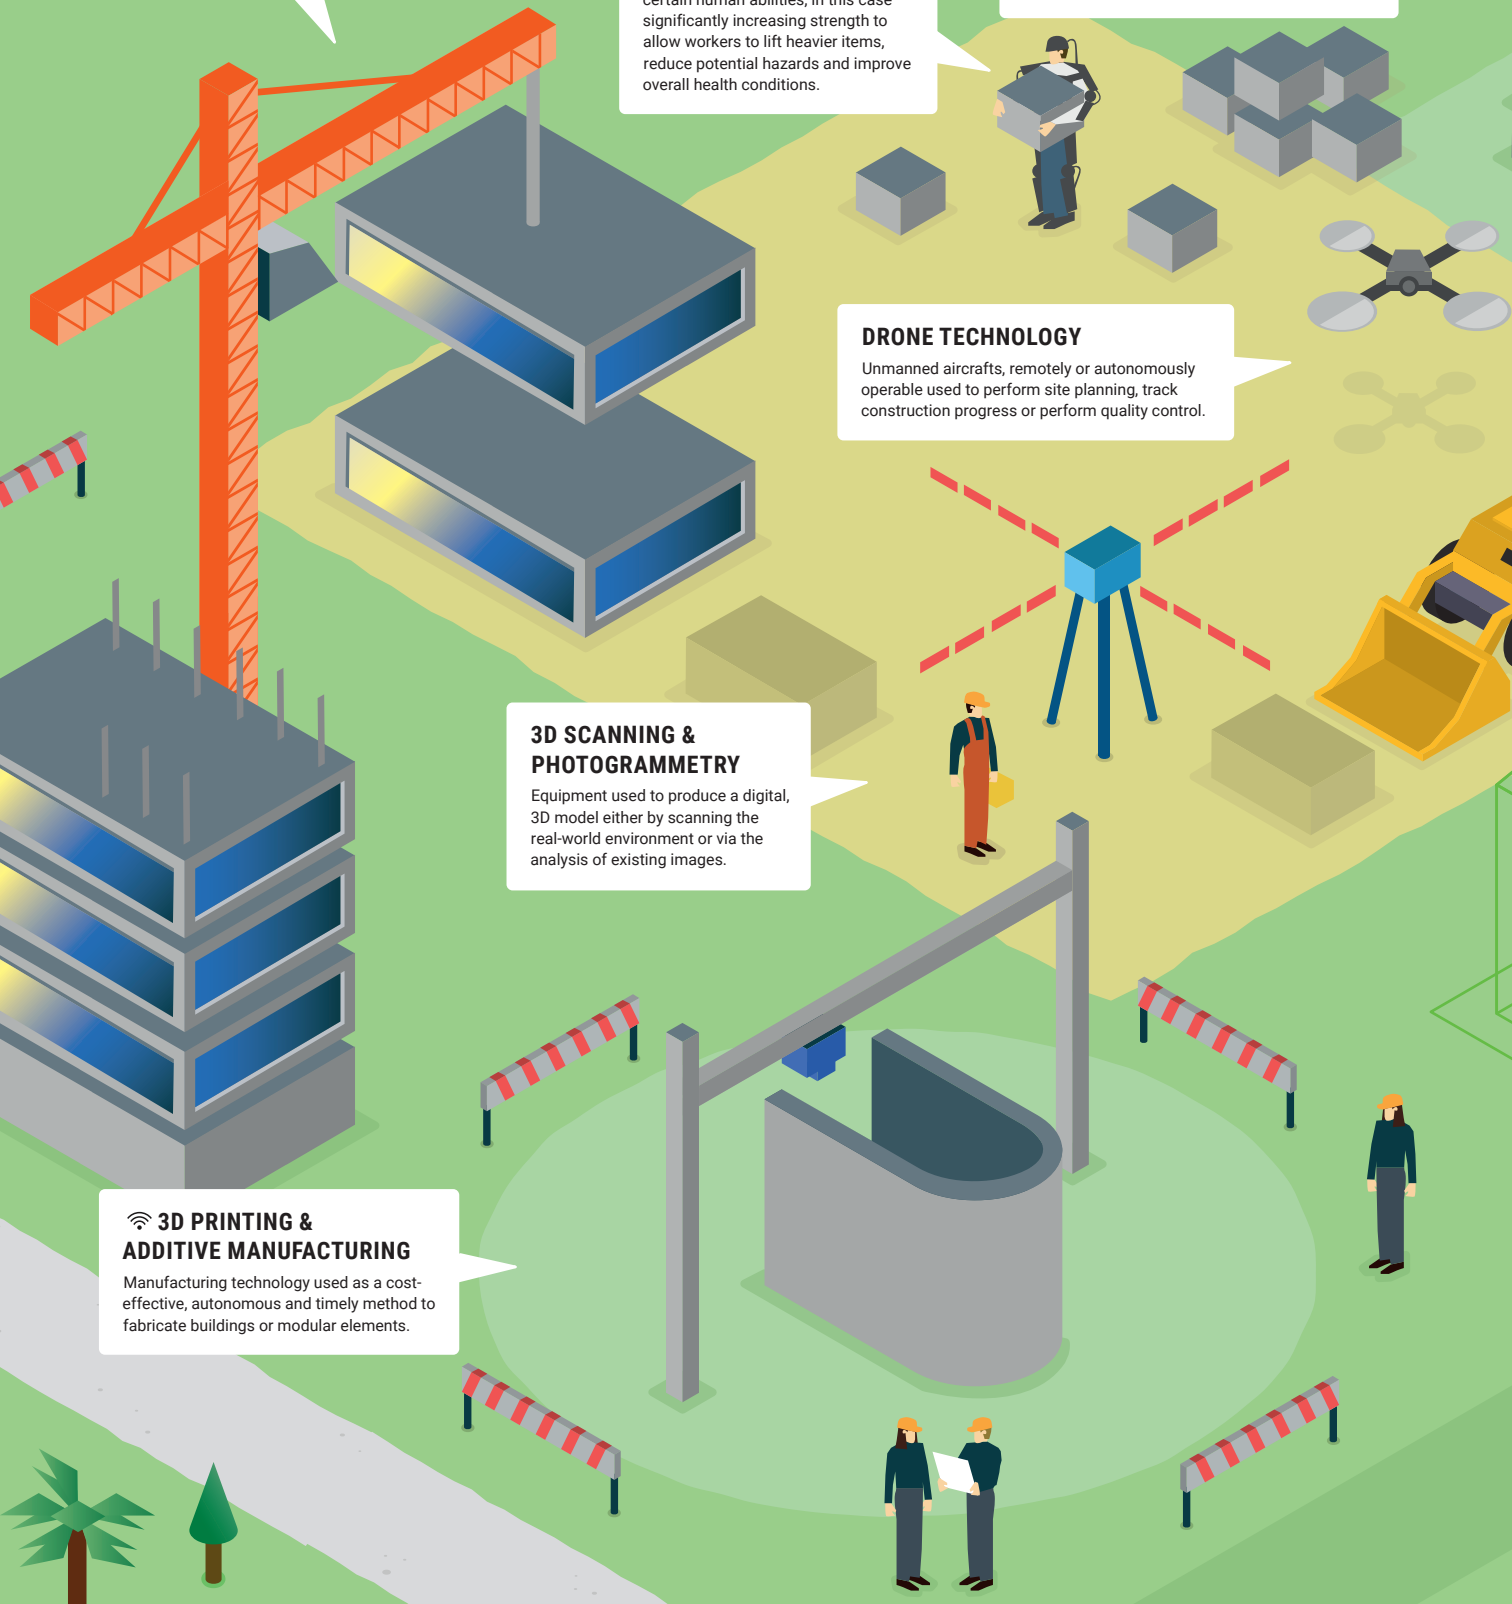 certain human abilities, in this case
significantly increasing strength to
allow workers to lift heavier items,
reduce potential hazards and improve
overall health conditions.
DRONE TECHNOLOGY
Unmanned aircrafts, remotely or autonomously
operable used to perform site planning, track
construction progress or perform quality control.
3D SCANNING &
PHOTOGRAMMETRY
Equipment used to produce a digital,
3D model either by scanning the
real-world environment or via the
analysis of existing images.
3D PRINTING &
ADDITIVE MANUFACTURING
Manufacturing technology used as a cost-
effective, autonomous and timely method to
fabricate buildings or modular elements.